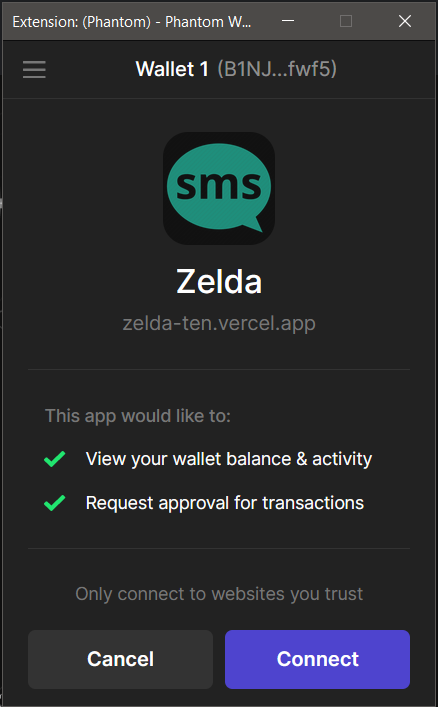 Extension: (Phantom) - Phantom W...
Wallet 1 (B1NJ...fwf5)
sms
Zelda
zelda-ten.vercel.app
This app would like to:
View your wallet balance & activity
Request approval for transactions
Only connect to websites you trust
Cancel
Connect